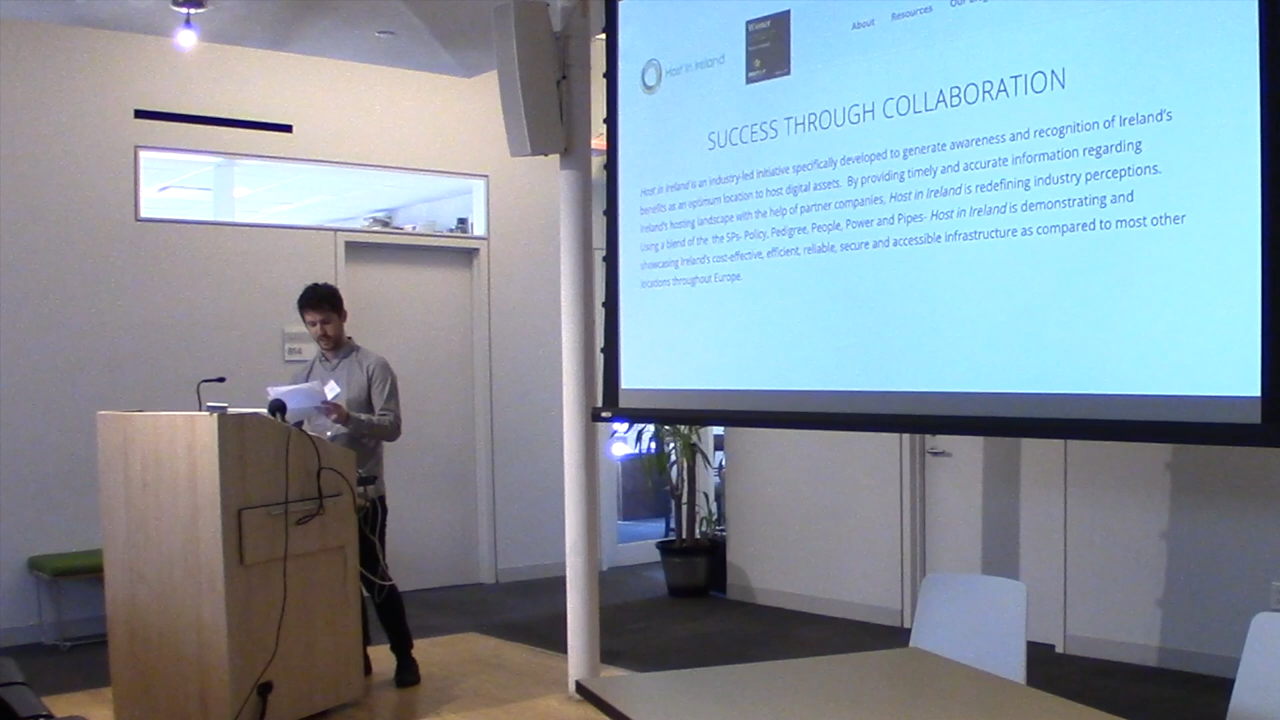 About Resources Our
Host in Ireland
SUCCESS THROUGH COLLABORATION
Host in Ireland is an industry-led initiative specifically developed to generate awareness and recognition of Ireland's
benefits as an optimum location to host digital assets. By providing timely and accurate information regarding
Ireland's hosting landscape with the help of partner companies, Host in Ireland is redefining industry perceptions.
Using a blend of the the 5Ps- Policy, Pedigree, People, Power and Pipes- Host in Ireland is demonstrating and
showcasing Ireland's cost-effective, efficient, reliable, secure and accessible infrastructure as compared to most other
locations throughout Europe.